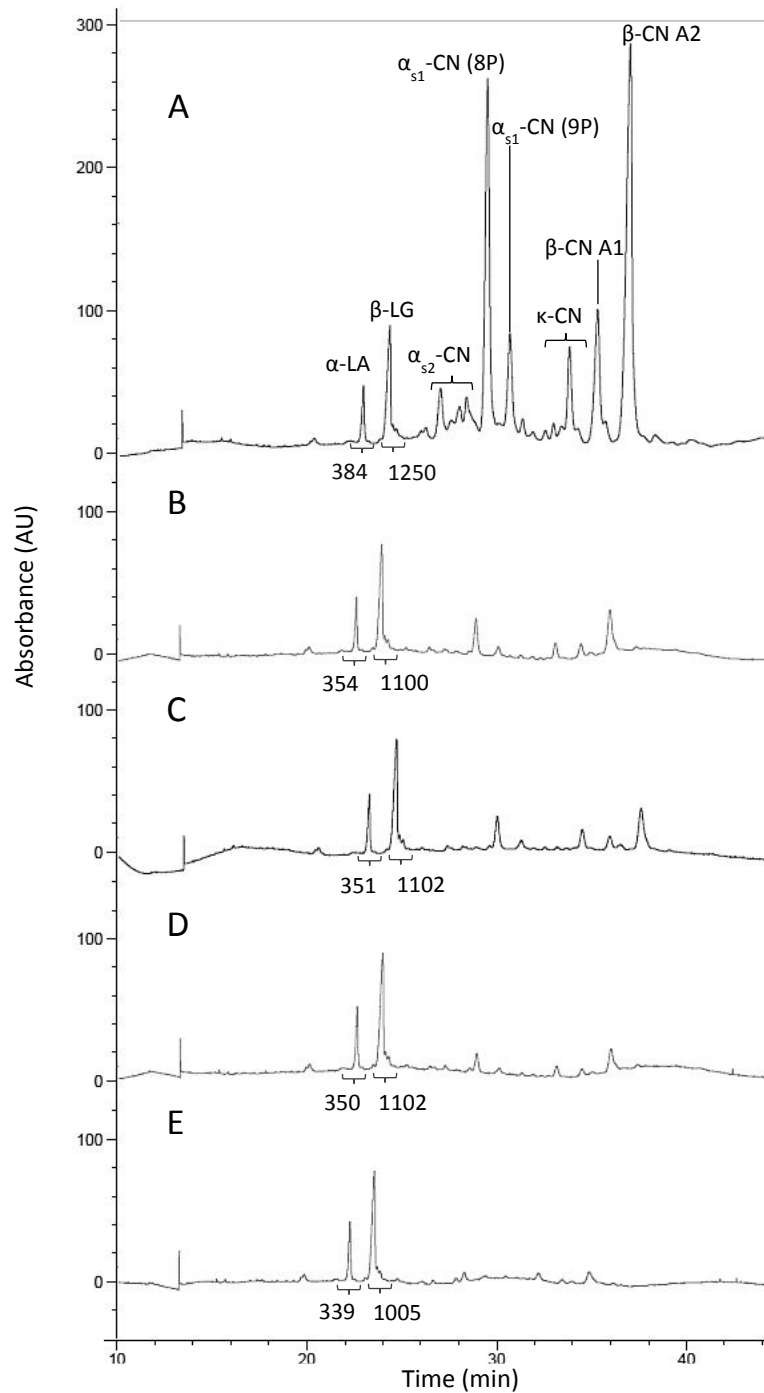 300
β-CN A2
αs1-CN (8P)
A
αs1-CN (9P)
200
β-CN A1
100
β-LG
κ-CN
α-LA
αs2-CN
0
384
1250
B
100
0
354
1100
C
100
0
351
1102
D
100
0
350
1102
E
100
0
339
1005
10
20
30
40
Time (min)
Absorbance (AU)